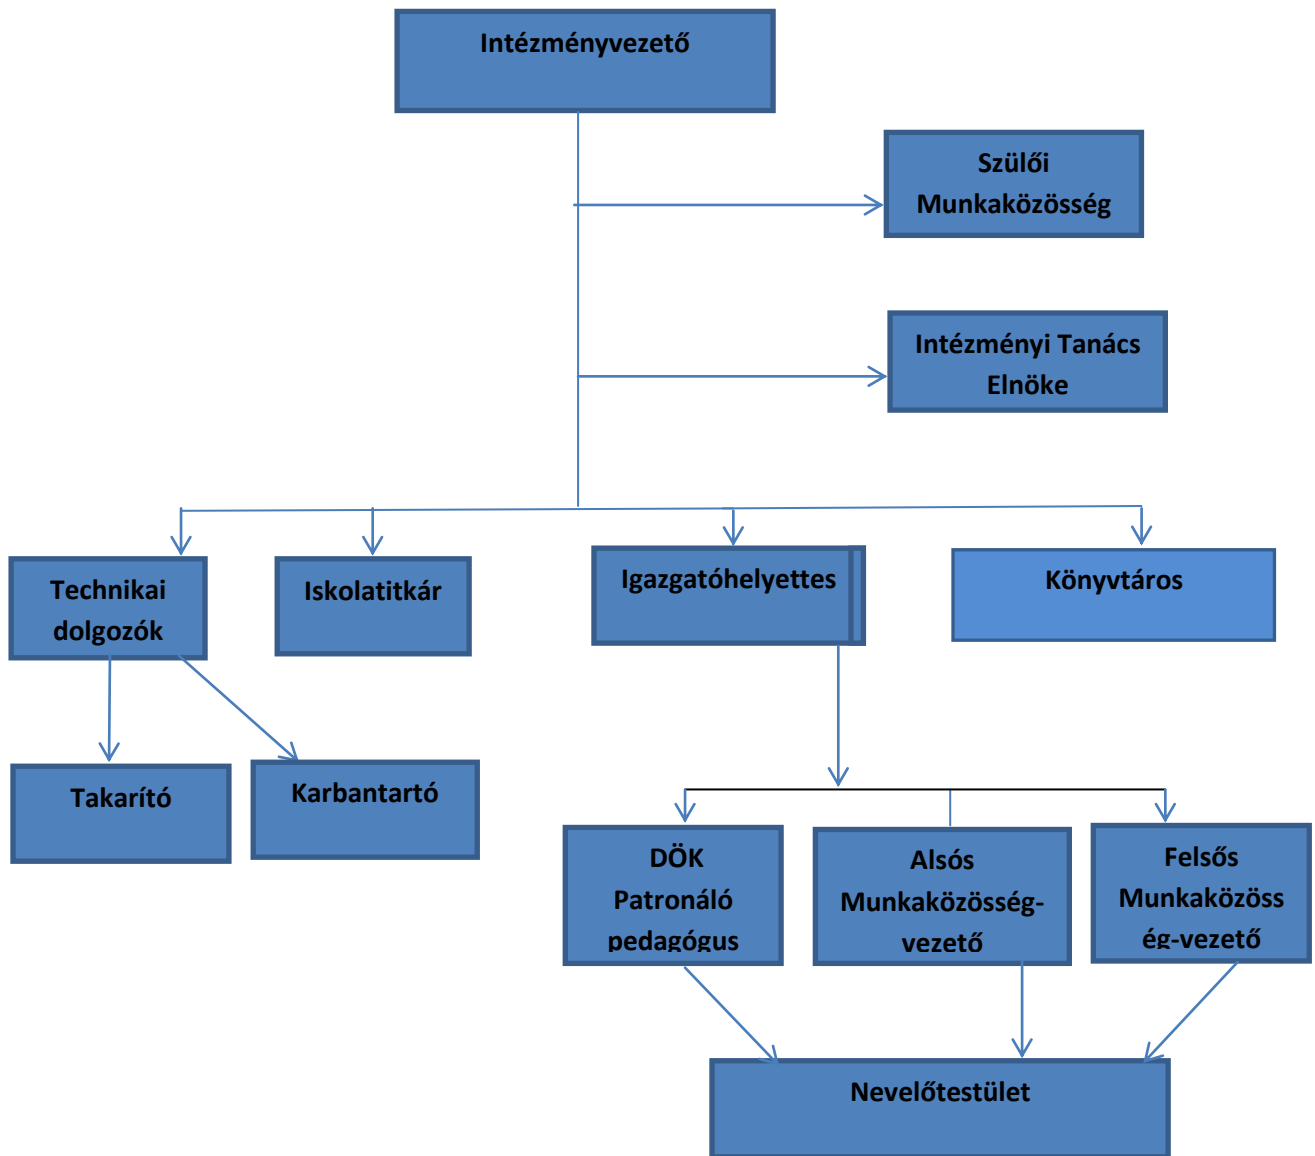 Intézményvezető
Szülői
Munkaközösség
Intézményi Tanács
Elnöke
Technikai
dolgozók
Iskolatitkár
Igazgatóhelyettes
Könyvtáros
Takarító
Karbantartó
DÖK
Patronáló
pedagógus
Alsós
Munkaközösség-
vezető
Felsős
Munkaközöss
ég-vezető
Nevelőtestület